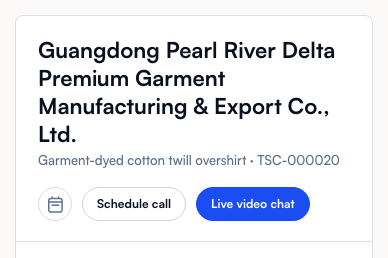 Guangdong Pearl River Delta
Premium Garment
Manufacturing & Export Co.,
Ltd.
Garment-dyed cotton twill overshirt · TSC-000020
Schedule call
Live video chat